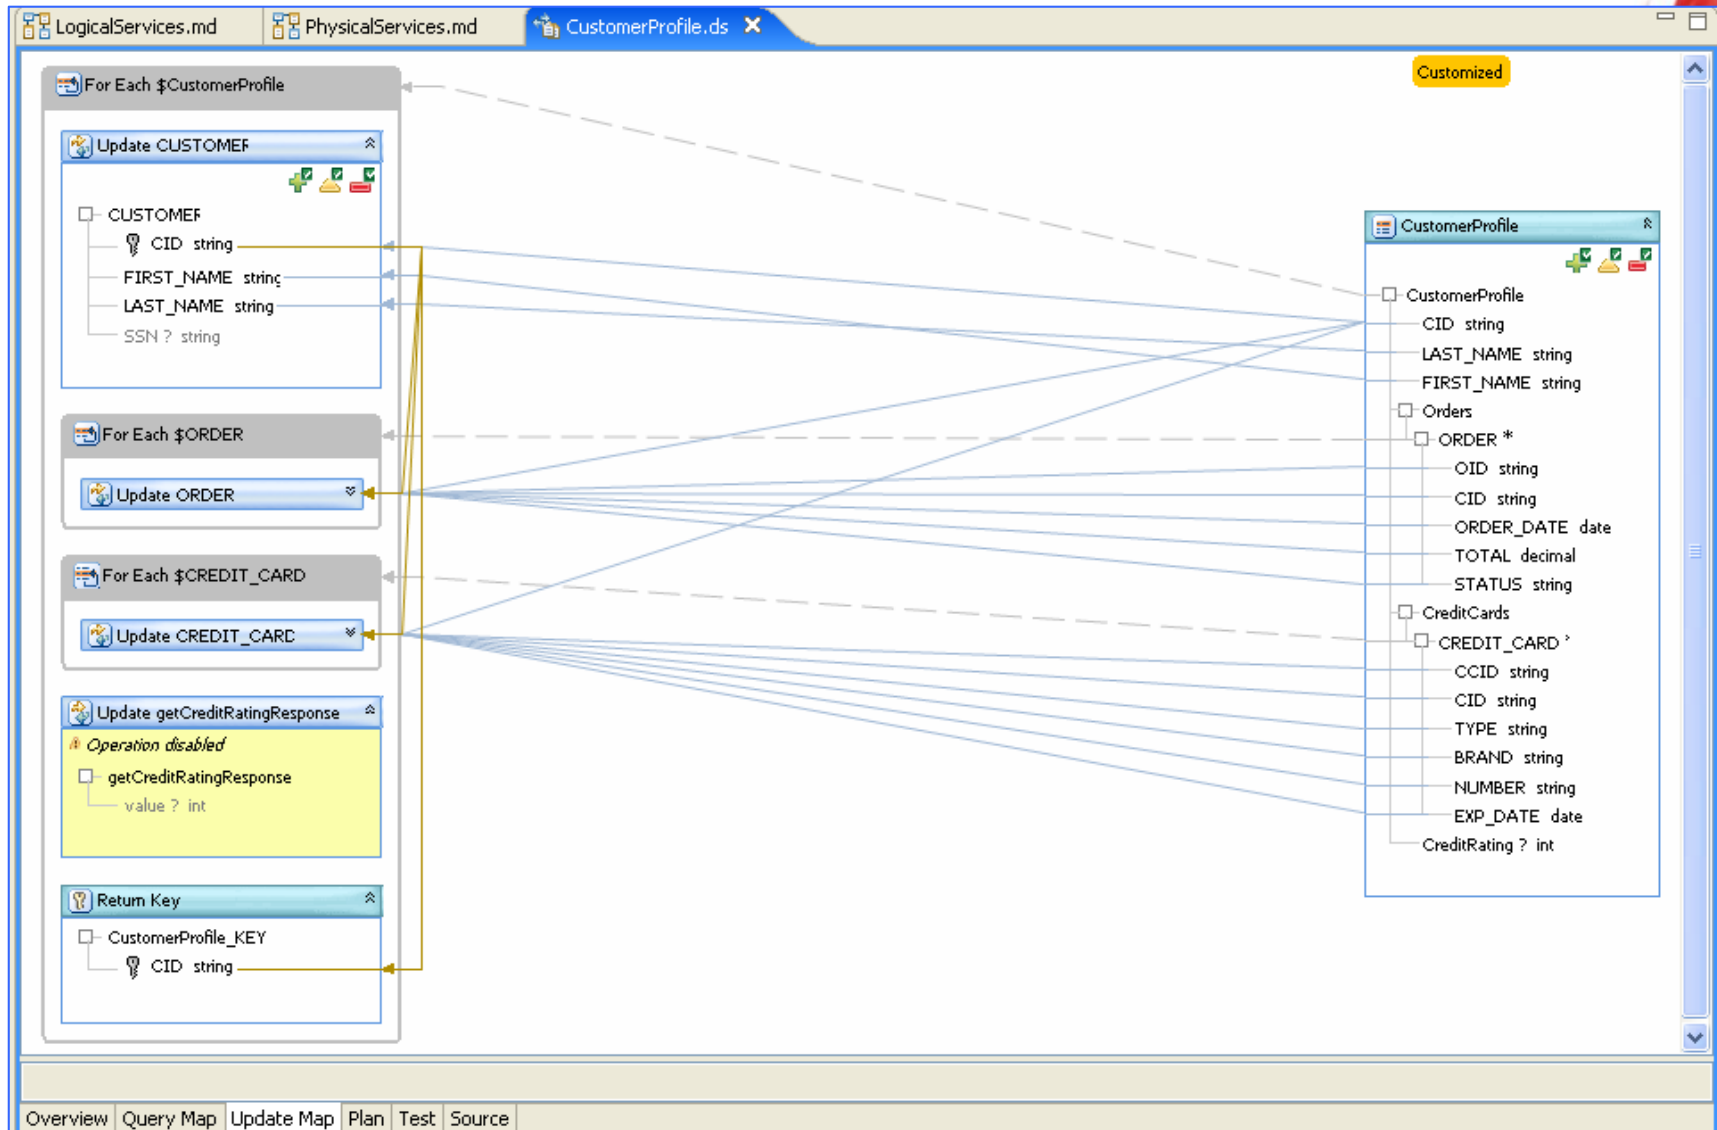 LogicalServices.md PhysicalServices.md CustomerProfile.ds
For Each $CustomerProfile
Customized
Update CUSTOMER
CUSTOMER
CID string
FIRST_NAME string
LAST_NAME string
SSN ? string
For Each $ORDER
Update ORDER
For Each $CREDIT_CARD
Update CREDIT_CARD
Update getCreditRatingResponse
Operation disabled
getCreditRatingResponse
value ? int
Return Key
CustomerProfile_KEY
CID string
CustomerProfile
CustomerProfile
CID string
LAST_NAME string
FIRST_NAME string
Orders
ORDER *
OID string
CID string
ORDER_DATE date
TOTAL decimal
STATUS string
CreditCards
CREDIT_CARD
CCID string
CID string
TYPE string
BRAND string
NUMBER string
EXP_DATE date
CreditRating ? int
Overview Query Map Update Map Plan Test Source